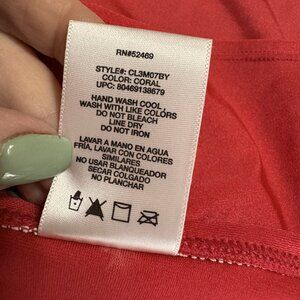 RN#52469
STYLE#: CL3M07BY
COLOR: CORAL
UPC: 80469138679
HAND WASH COOL
WASH WITH LIKE COLORS
DO NOT BLEACH
LINE DRY
DO NOT IRON
LAVAR A MANO EN AGUA
FRIA, LAVAR CON COLORES
SIMILARES
NO USAR BLANQUEADOR
SECAR COLGADO
NO PLANCHAR